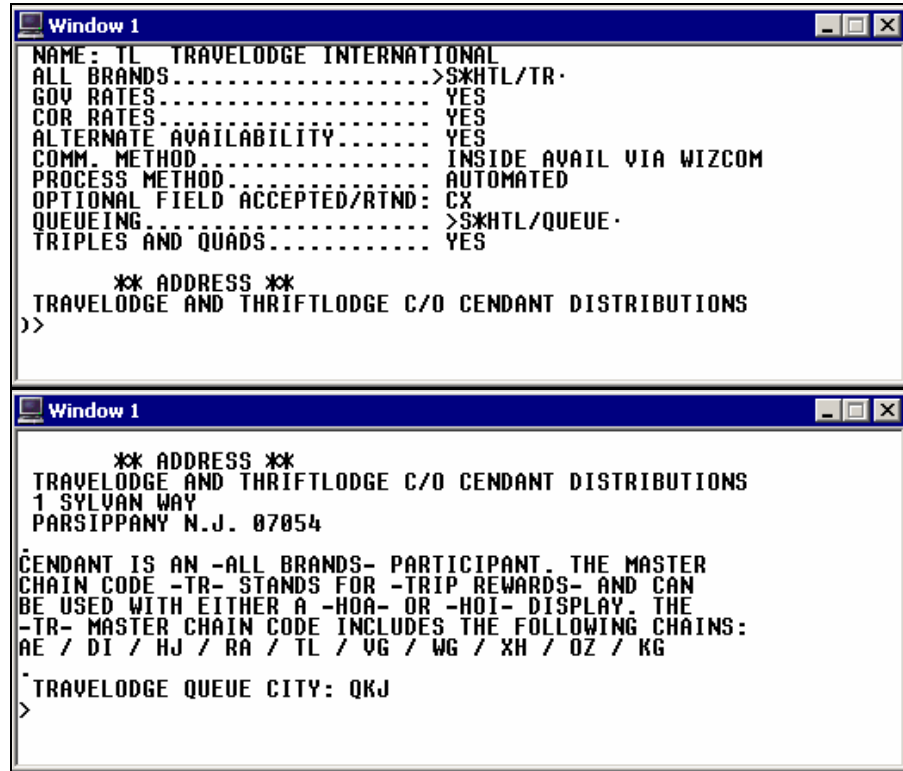 Window 1
NAME: TL TRAVELODGE INTERNATIONAL
ALL BRANDS...................>S*HTL/TR·
GOV RATES.................... YES
COR RATES.................... YES
ALTERNATE AVAILABILITY....... YES
COMM. METHOD................. INSIDE AVAIL VIA WIZCOM
PROCESS METHOD............... AUTOMATED
OPTIONAL FIELD ACCEPTED/RTND: CX
QUEUEING..................... >S*HTL/QUEUE·
TRIPLES AND QUADS............ YES
** ADDRESS **
TRAVELODGE AND THRIFTLODGE C/O CENDANT DISTRIBUTIONS
)>
Window 1
** ADDRESS **
TRAVELODGE AND THRIFTLODGE C/O CENDANT DISTRIBUTIONS
1 SYLVAN WAY
PARSIPPANY N.J. 07054
.
CENDANT IS AN -ALL BRANDS- PARTICIPANT. THE MASTER
CHAIN CODE -TR- STANDS FOR -TRIP REWARDS- AND CAN
BE USED WITH EITHER A -HOA- OR -HOI- DISPLAY. THE
-TR- MASTER CHAIN CODE INCLUDES THE FOLLOWING CHAINS:
AE / DI / HJ / RA / TL / VG / WG / XH / OZ / KG
.
TRAVELODGE QUEUE CITY: QKJ
>